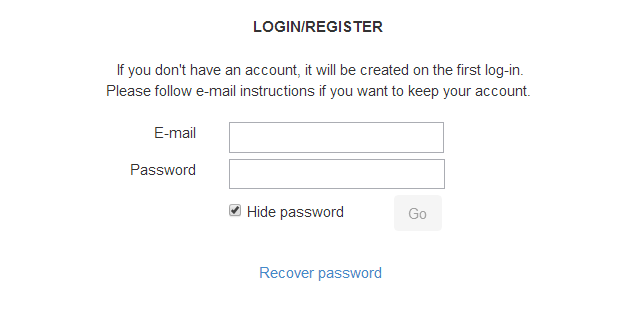 LOGIN/REGISTER
If you don't have an account, it will be created on the first log-in.
Please follow e-mail instructions if you want to keep your account.
E-mail
Password
Hide password
Go
Recover password